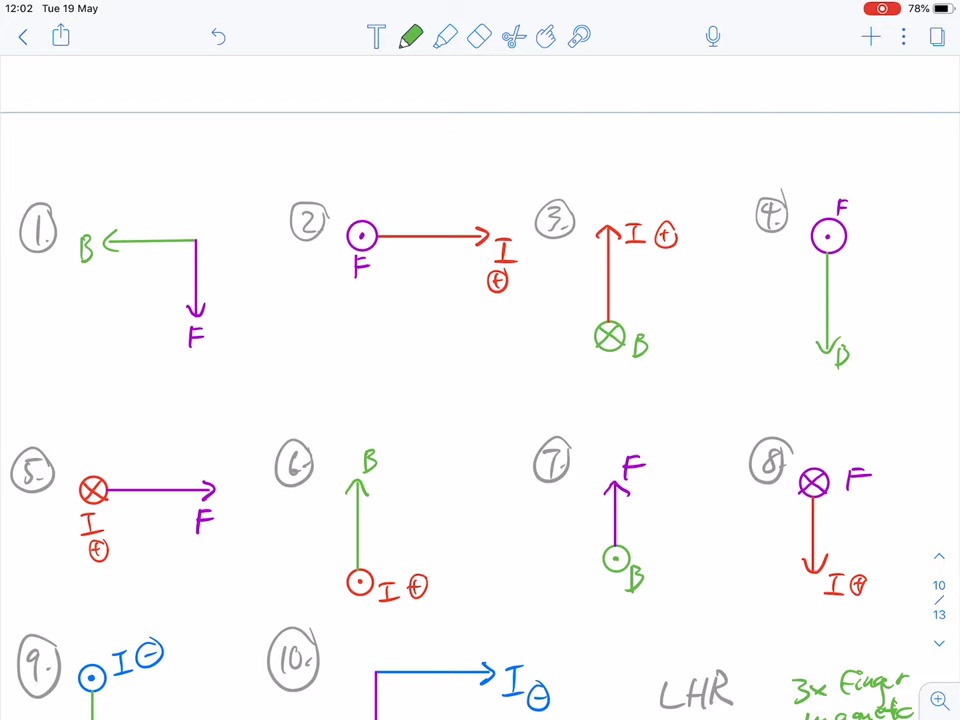 12:02 Tue 19 May
78%
T
1.
B
F
2.
F
I
+
3.
I +
B
4.
F
B
5.
I
+
F
6.
B
I +
7.
F
B
8.
F
I +
10
/
13
9.
I −
10.
I −
LHR
3x Finger
magnetic